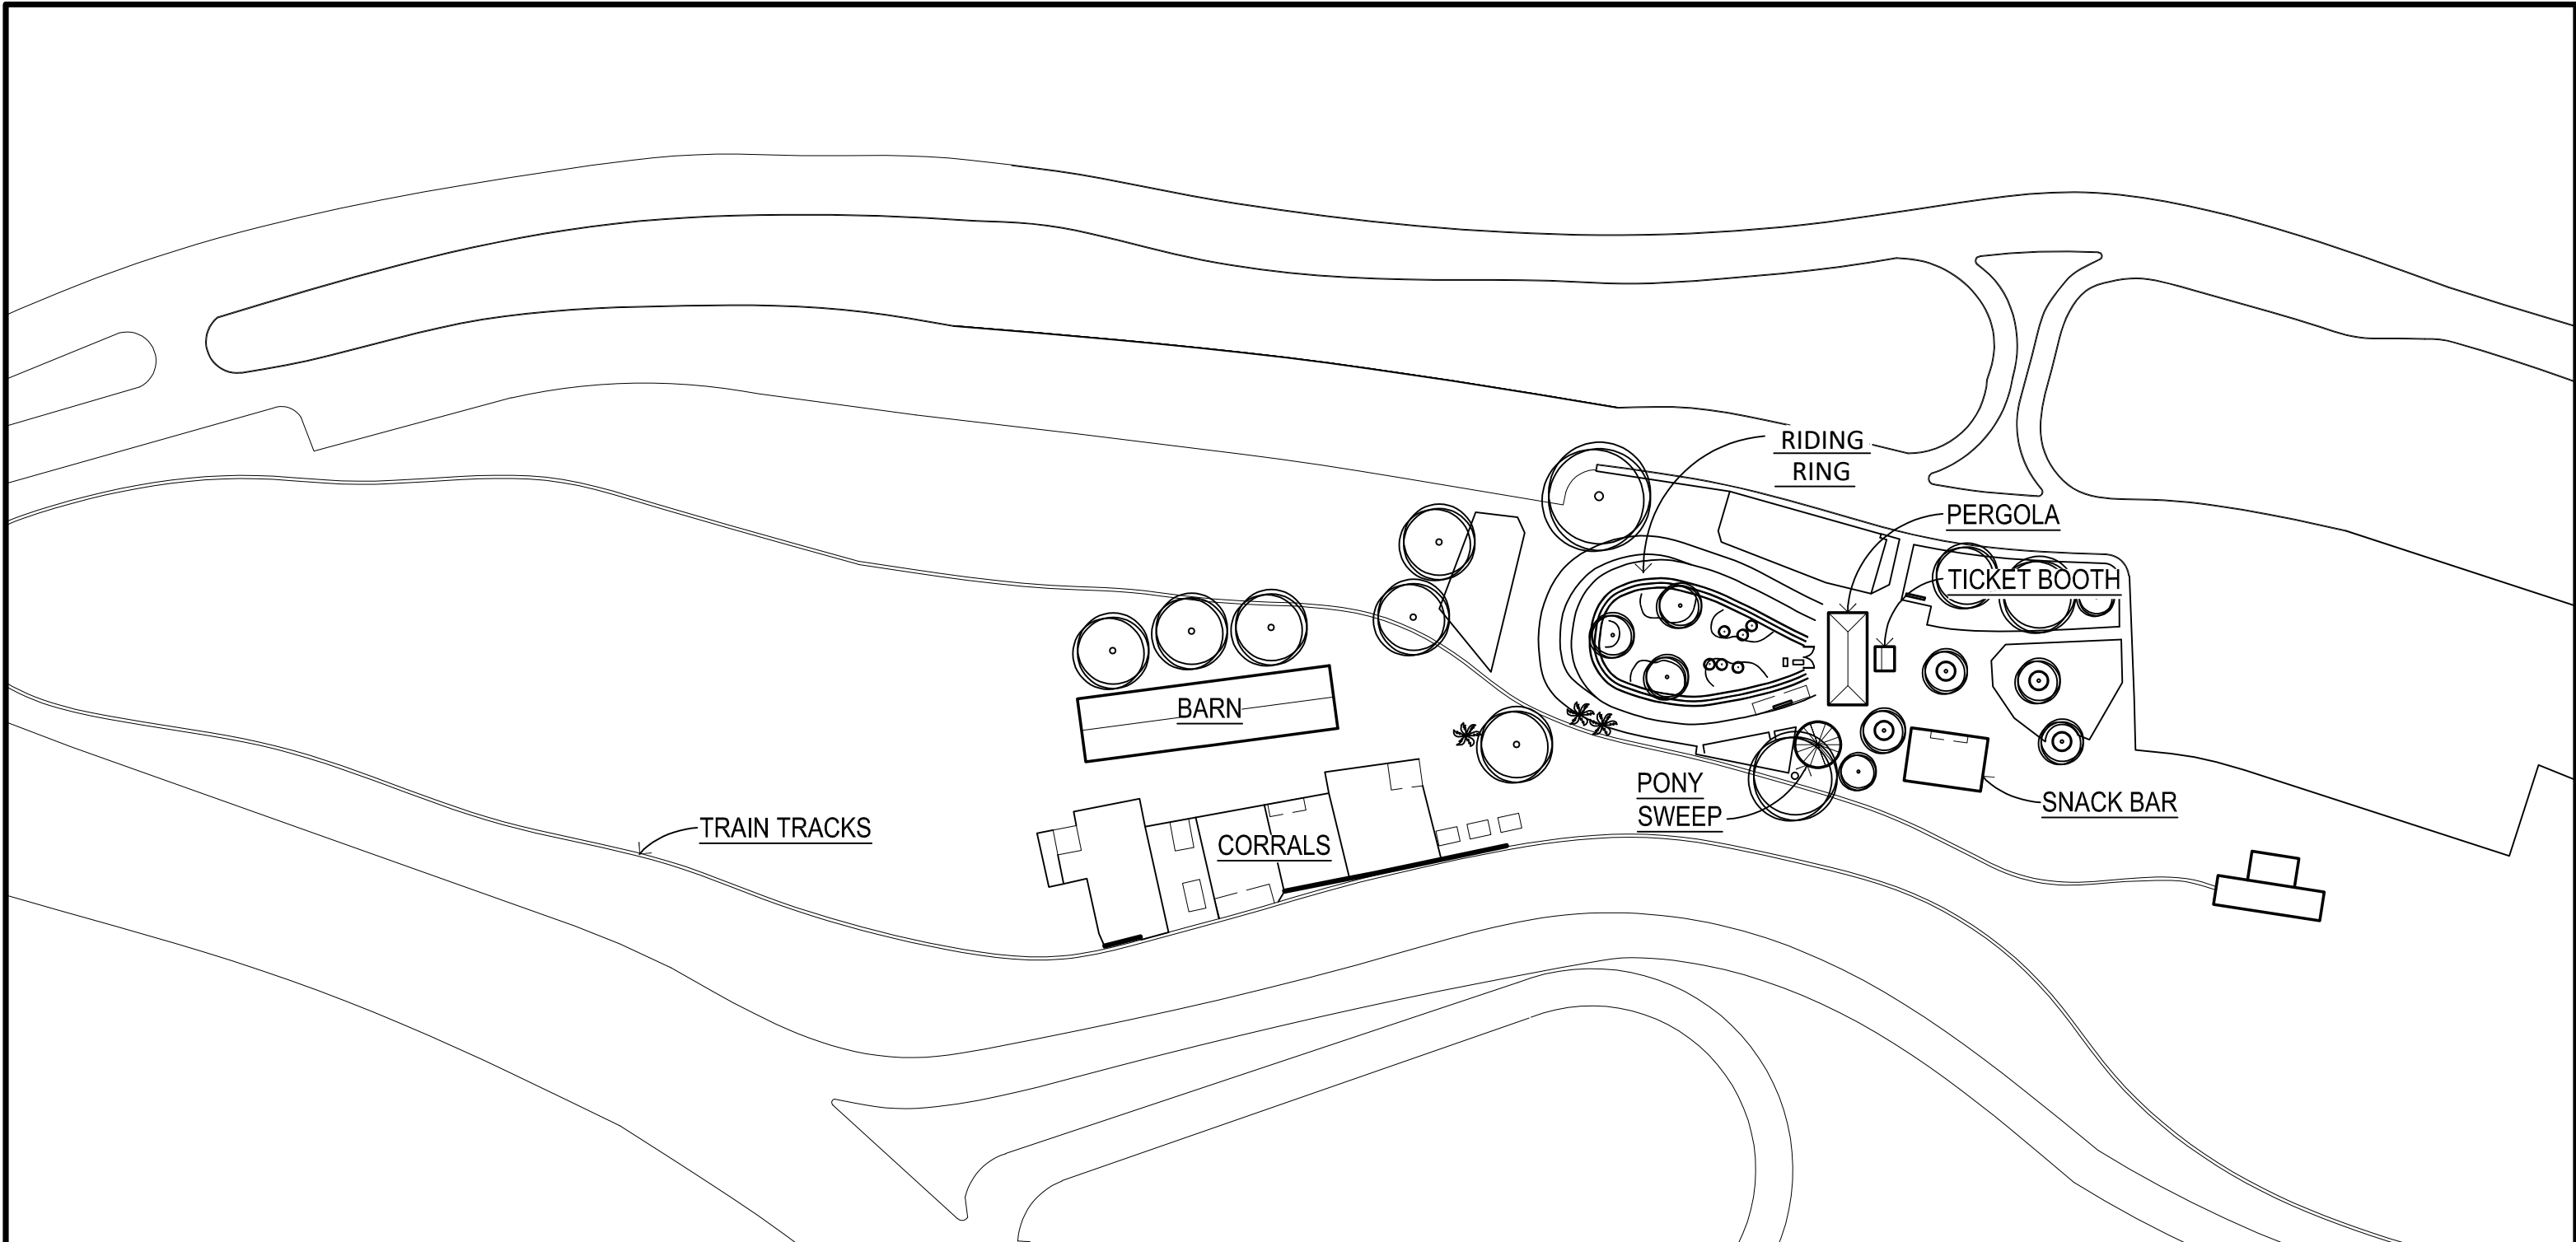 RIDING
RING
PERGOLA
TICKET BOOTH
BARN
PONY
SWEEP
SNACK BAR
TRAIN TRACKS
CORRALS